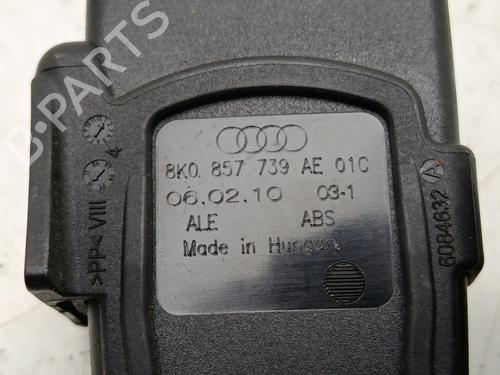 8K0 857 739 AE 01C
06.02.10 03-1
ALE ABS
Made in Hungary
>PP< VIII
4
6084632 A
B-PARTS